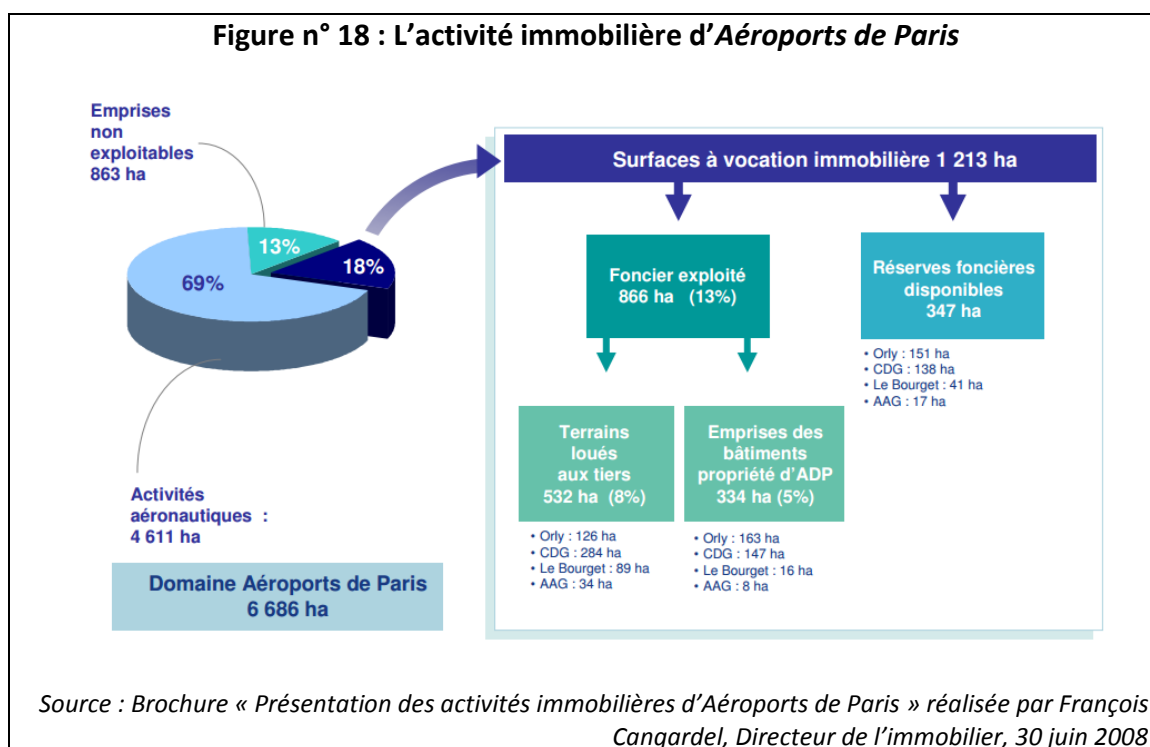 Figure n° 18 : L’activité immobilière d’Aéroports de Paris
Emprises
non
exploitables
863 ha
13%
18%
69%
Activités
aéronautiques :
4 611 ha
Domaine Aéroports de Paris
6 686 ha
Surfaces à vocation immobilière 1 213 ha
Foncier exploité
866 ha (13%)
Réserves foncières
disponibles
347 ha
• Orly : 151 ha
• CDG : 138 ha
• Le Bourget : 41 ha
• AAG : 17 ha
Terrains
loués
aux tiers
532 ha (8%)
• Orly : 126 ha
• CDG : 284 ha
• Le Bourget : 89 ha
• AAG : 34 ha
Emprises des
bâtiments
propriété d’ADP
334 ha (5%)
• Orly : 163 ha
• CDG : 147 ha
• Le Bourget : 16 ha
• AAG : 8 ha
Source : Brochure « Présentation des activités immobilières d’Aéroports de Paris » réalisée par François
Cangardel, Directeur de l’immobilier, 30 juin 2008